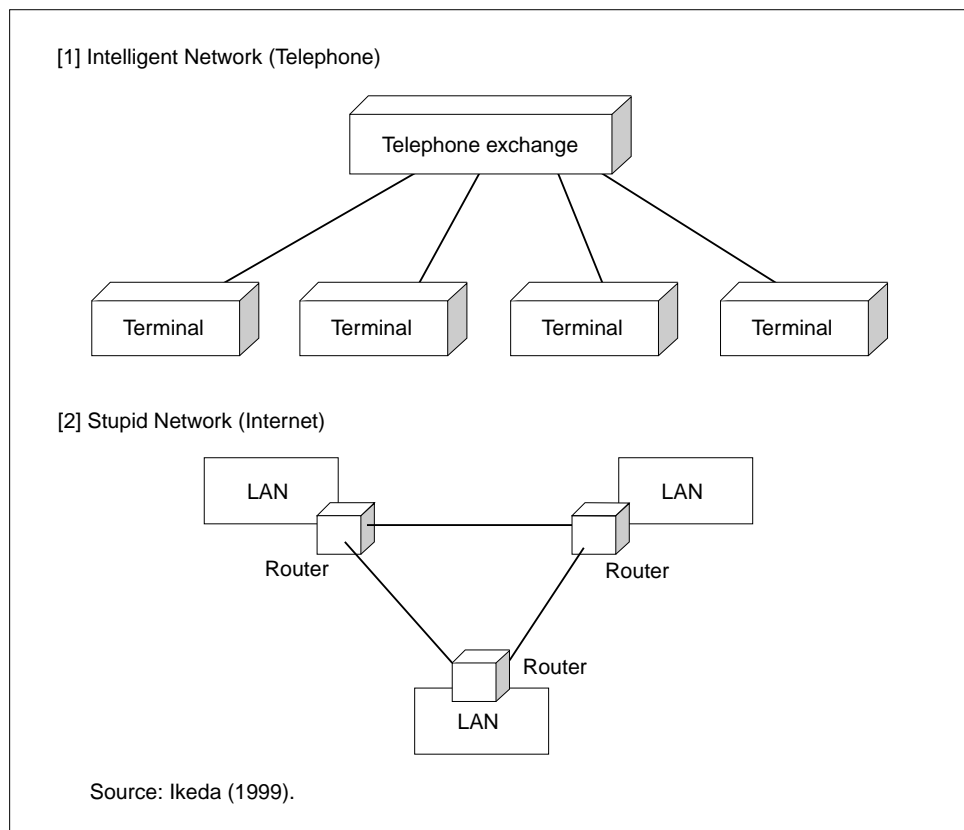 [1] Intelligent Network (Telephone)
Telephone exchange
Terminal
Terminal
Terminal
Terminal
[2] Stupid Network (Internet)
LAN
LAN
Router
Router
Router
LAN
Source: Ikeda (1999).